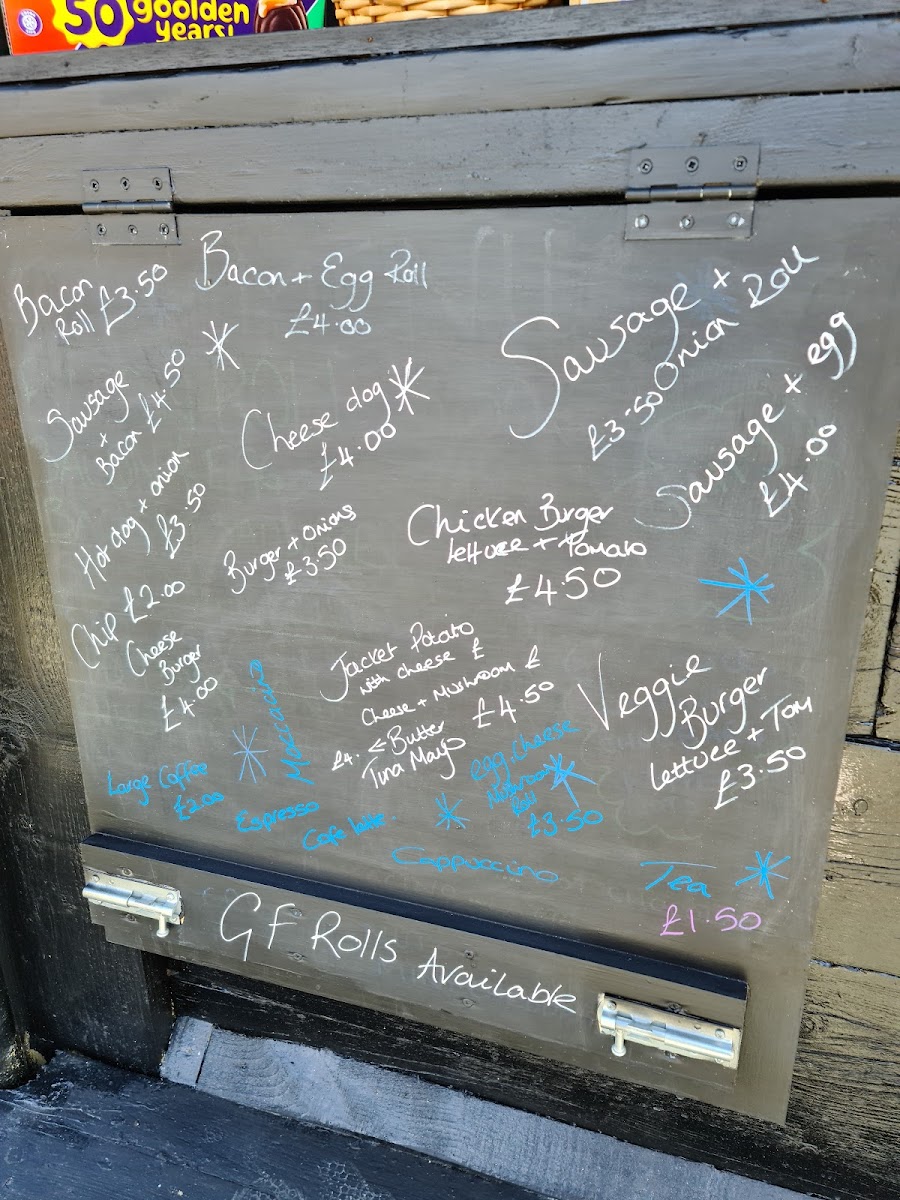 50 goolden
years!
Bacon
Roll £3.50
Bacon + Egg Roll
£4.00
Sausage +
Onion Roll
£3.50
Sausage
+
Bacon £4.50
Cheese dog
£4.00
Sausage + egg
£4.00
Hot dog + onion
£3.50
Burger + Onions
£3.50
Chicken Burger
lettuce + Tomato
£4.50
Chip £2.00
Cheese
Burger
£4.00
Jacket Potato
with cheese £
Cheese + Mushroom £
£4.50
£4. < Butter
Tuna Mayo
Veggie
Burger
Lettuce + Tom
£3.50
Large Coffee
£2.00
Espresso
Cafe latte.
Egg, Cheese
Mushroom
Roll
£3.50
Cappuccino
Tea
£1.50
GF Rolls Available